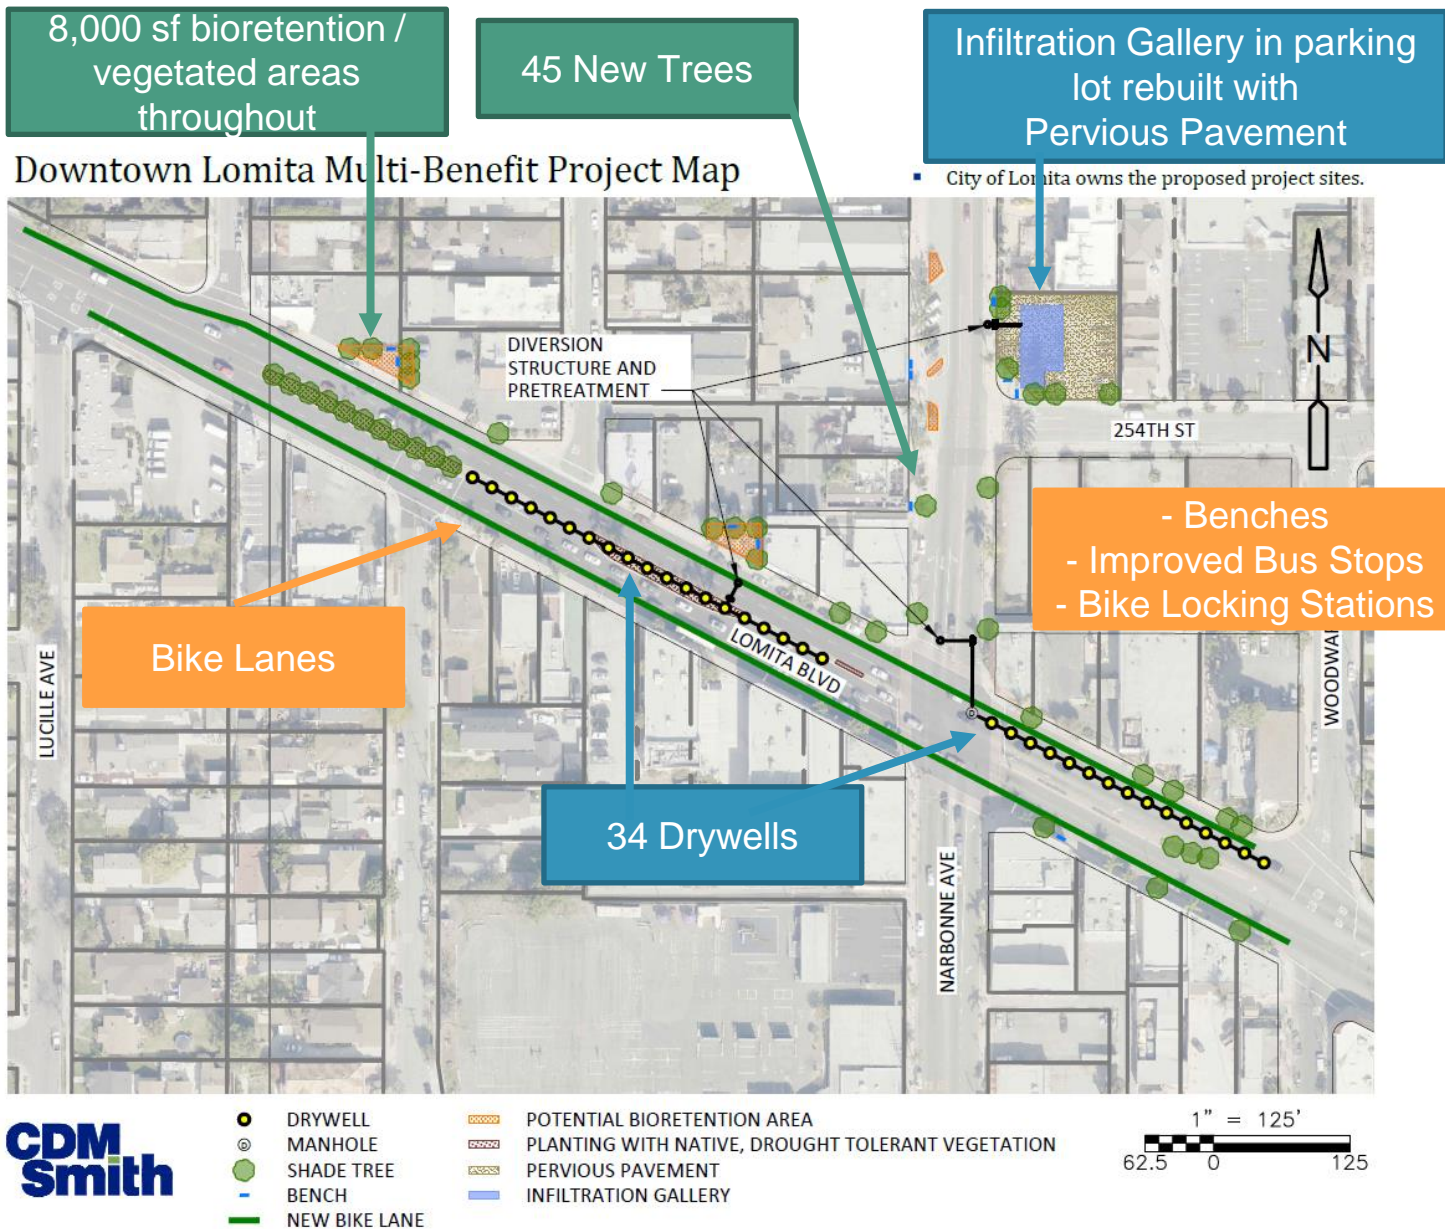 8,000 sf bioretention /
vegetated areas
throughout
45 New Trees
Infiltration Gallery in parking
lot rebuilt with
Pervious Pavement
Downtown Lomita Multi-Benefit Project Map
▪ City of Lomita owns the proposed project sites.
DIVERSION
STRUCTURE AND
PRETREATMENT
N
254TH ST
- Benches
- Improved Bus Stops
- Bike Locking Stations
Bike Lanes
LOMITA BLVD
LUCILLE AVE
WOODWA
34 Drywells
NARBONNE AVE
CDM
Smith
DRYWELL
MANHOLE
SHADE TREE
BENCH
NEW BIKE LANE
POTENTIAL BIORETENTION AREA
PLANTING WITH NATIVE, DROUGHT TOLERANT VEGETATION
PERVIOUS PAVEMENT
INFILTRATION GALLERY
1" = 125'
62.5 0 125